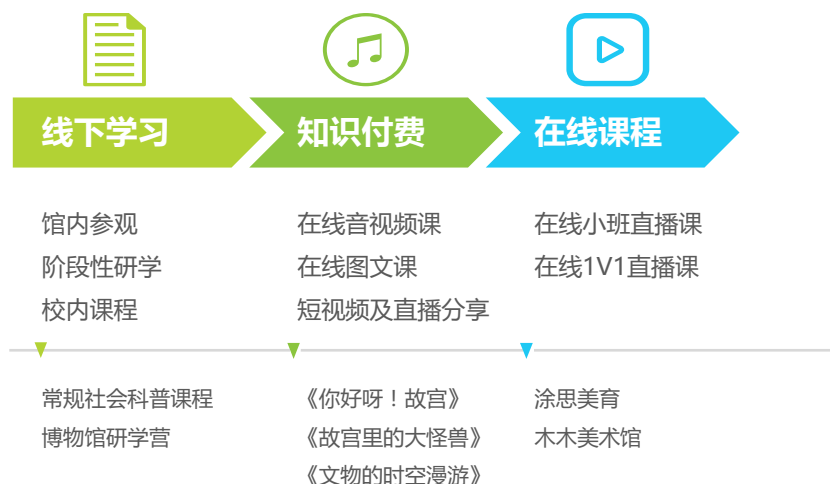 线下学习
知识付费
在线课程
馆内参观
阶段性研学
校内课程
在线音视频课
在线图文课
短视频及直播分享
在线小班直播课
在线1V1直播课
常规社会科普课程
博物馆研学营
《你好呀！故宫》
《故宫里的大怪兽》
《文物的时空漫游》
涂思美育
木木美术馆